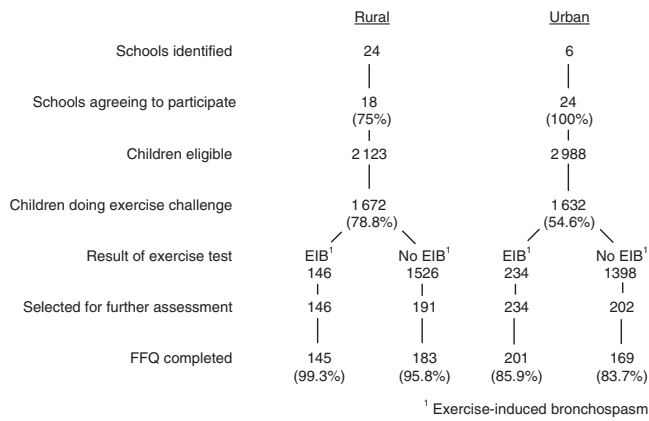 Rural Urban
Schools identified 24 6
Schools agreeing to participate 18 24
(75%) (100%)
Children eligible 2 123 2 988
Children doing exercise challenge 1 672 1 632
(78.8%) (54.6%)
Result of exercise test EIB¹ No EIB¹ EIB¹ No EIB¹
146 1526 234 1398
Selected for further assessment 146 191 234 202
FFQ completed 145 183 201 169
(99.3%) (95.8%) (85.9%) (83.7%)
¹ Exercise-induced bronchospasm